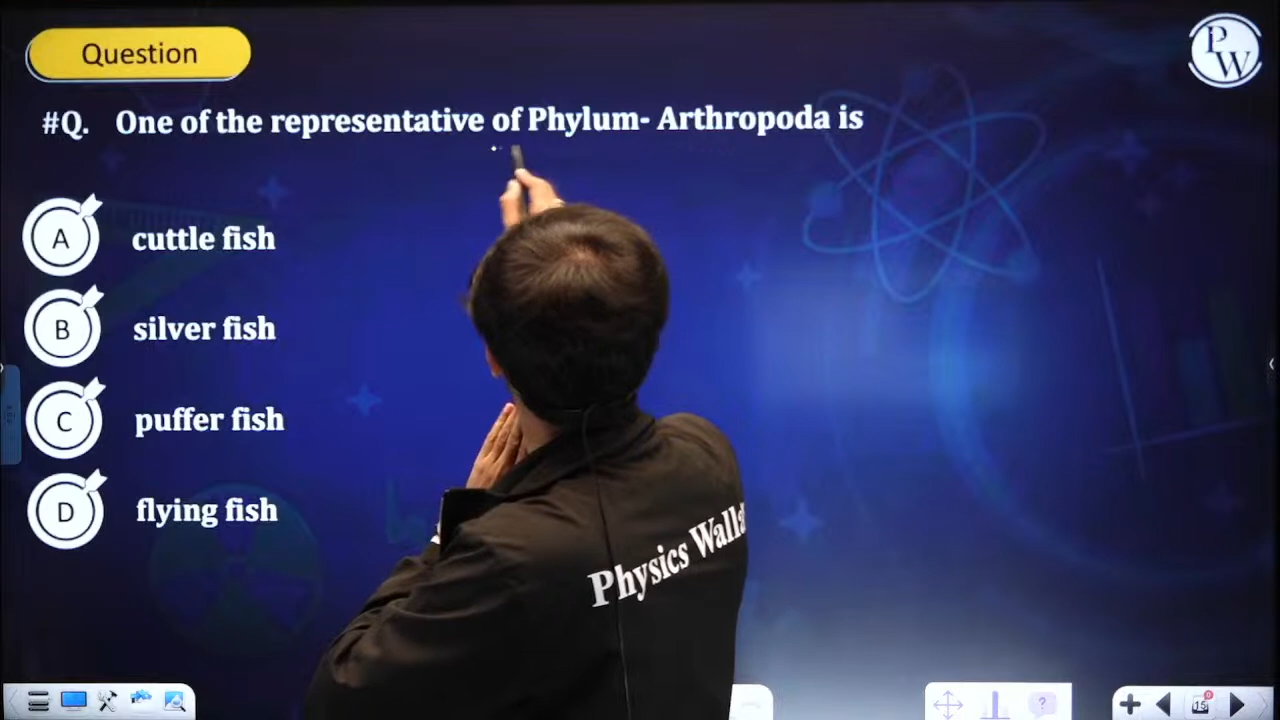 Question
PW
#Q. One of the representative of Phylum- Arthropoda is
A cuttle fish
B silver fish
C puffer fish
D flying fish
Physics Walla
15